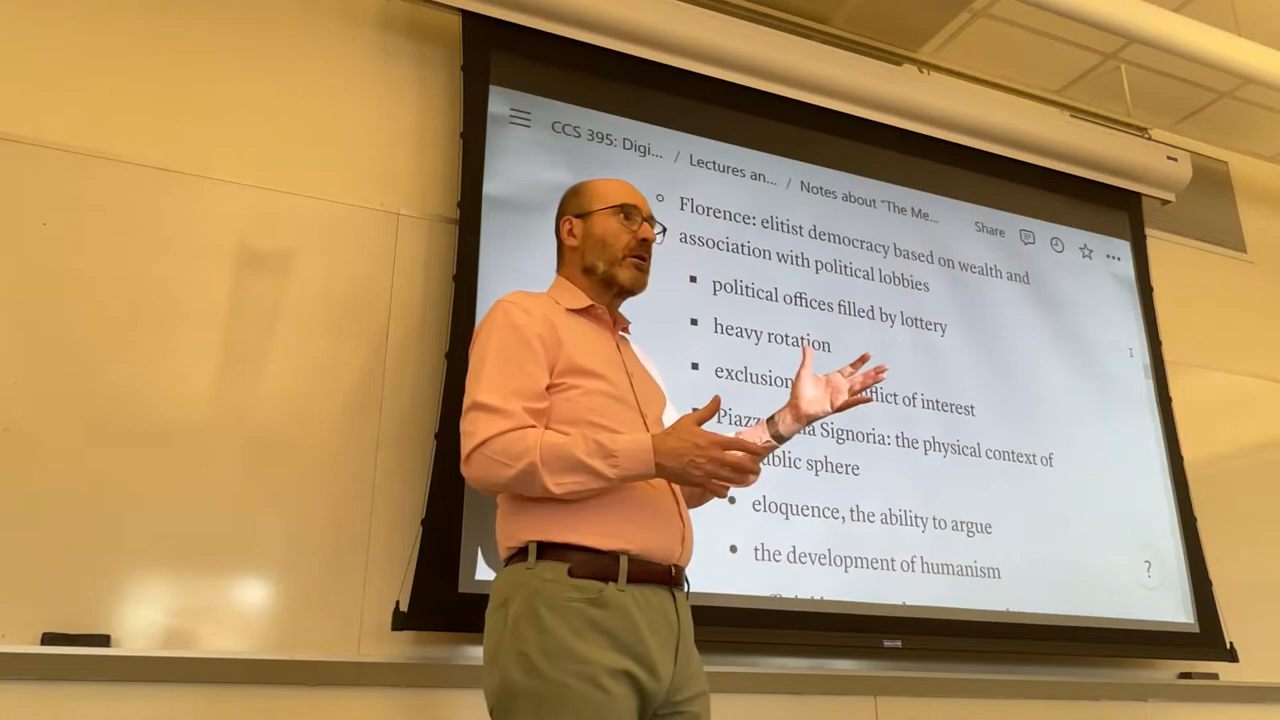 CCS 395: Digi... / Lectures an... / Notes about "The Me...
Share
Florence: elitist democracy based on wealth and
association with political lobbies
political offices filled by lottery
heavy rotation
exclusion flict of interest
Piazz Signoria: the physical context of
sphere
eloquence, the ability to argue
the development of humanism
?